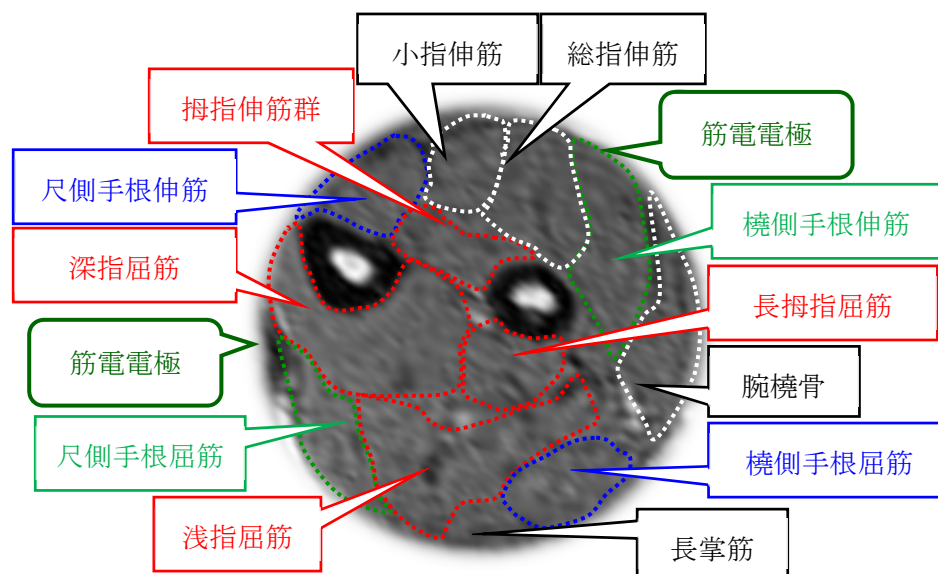 小指伸筋
総指伸筋
拇指伸筋群
筋電電極
尺側手根伸筋
橈側手根伸筋
深指屈筋
長拇指屈筋
筋電電極
腕橈骨
尺側手根屈筋
橈側手根屈筋
浅指屈筋
長掌筋